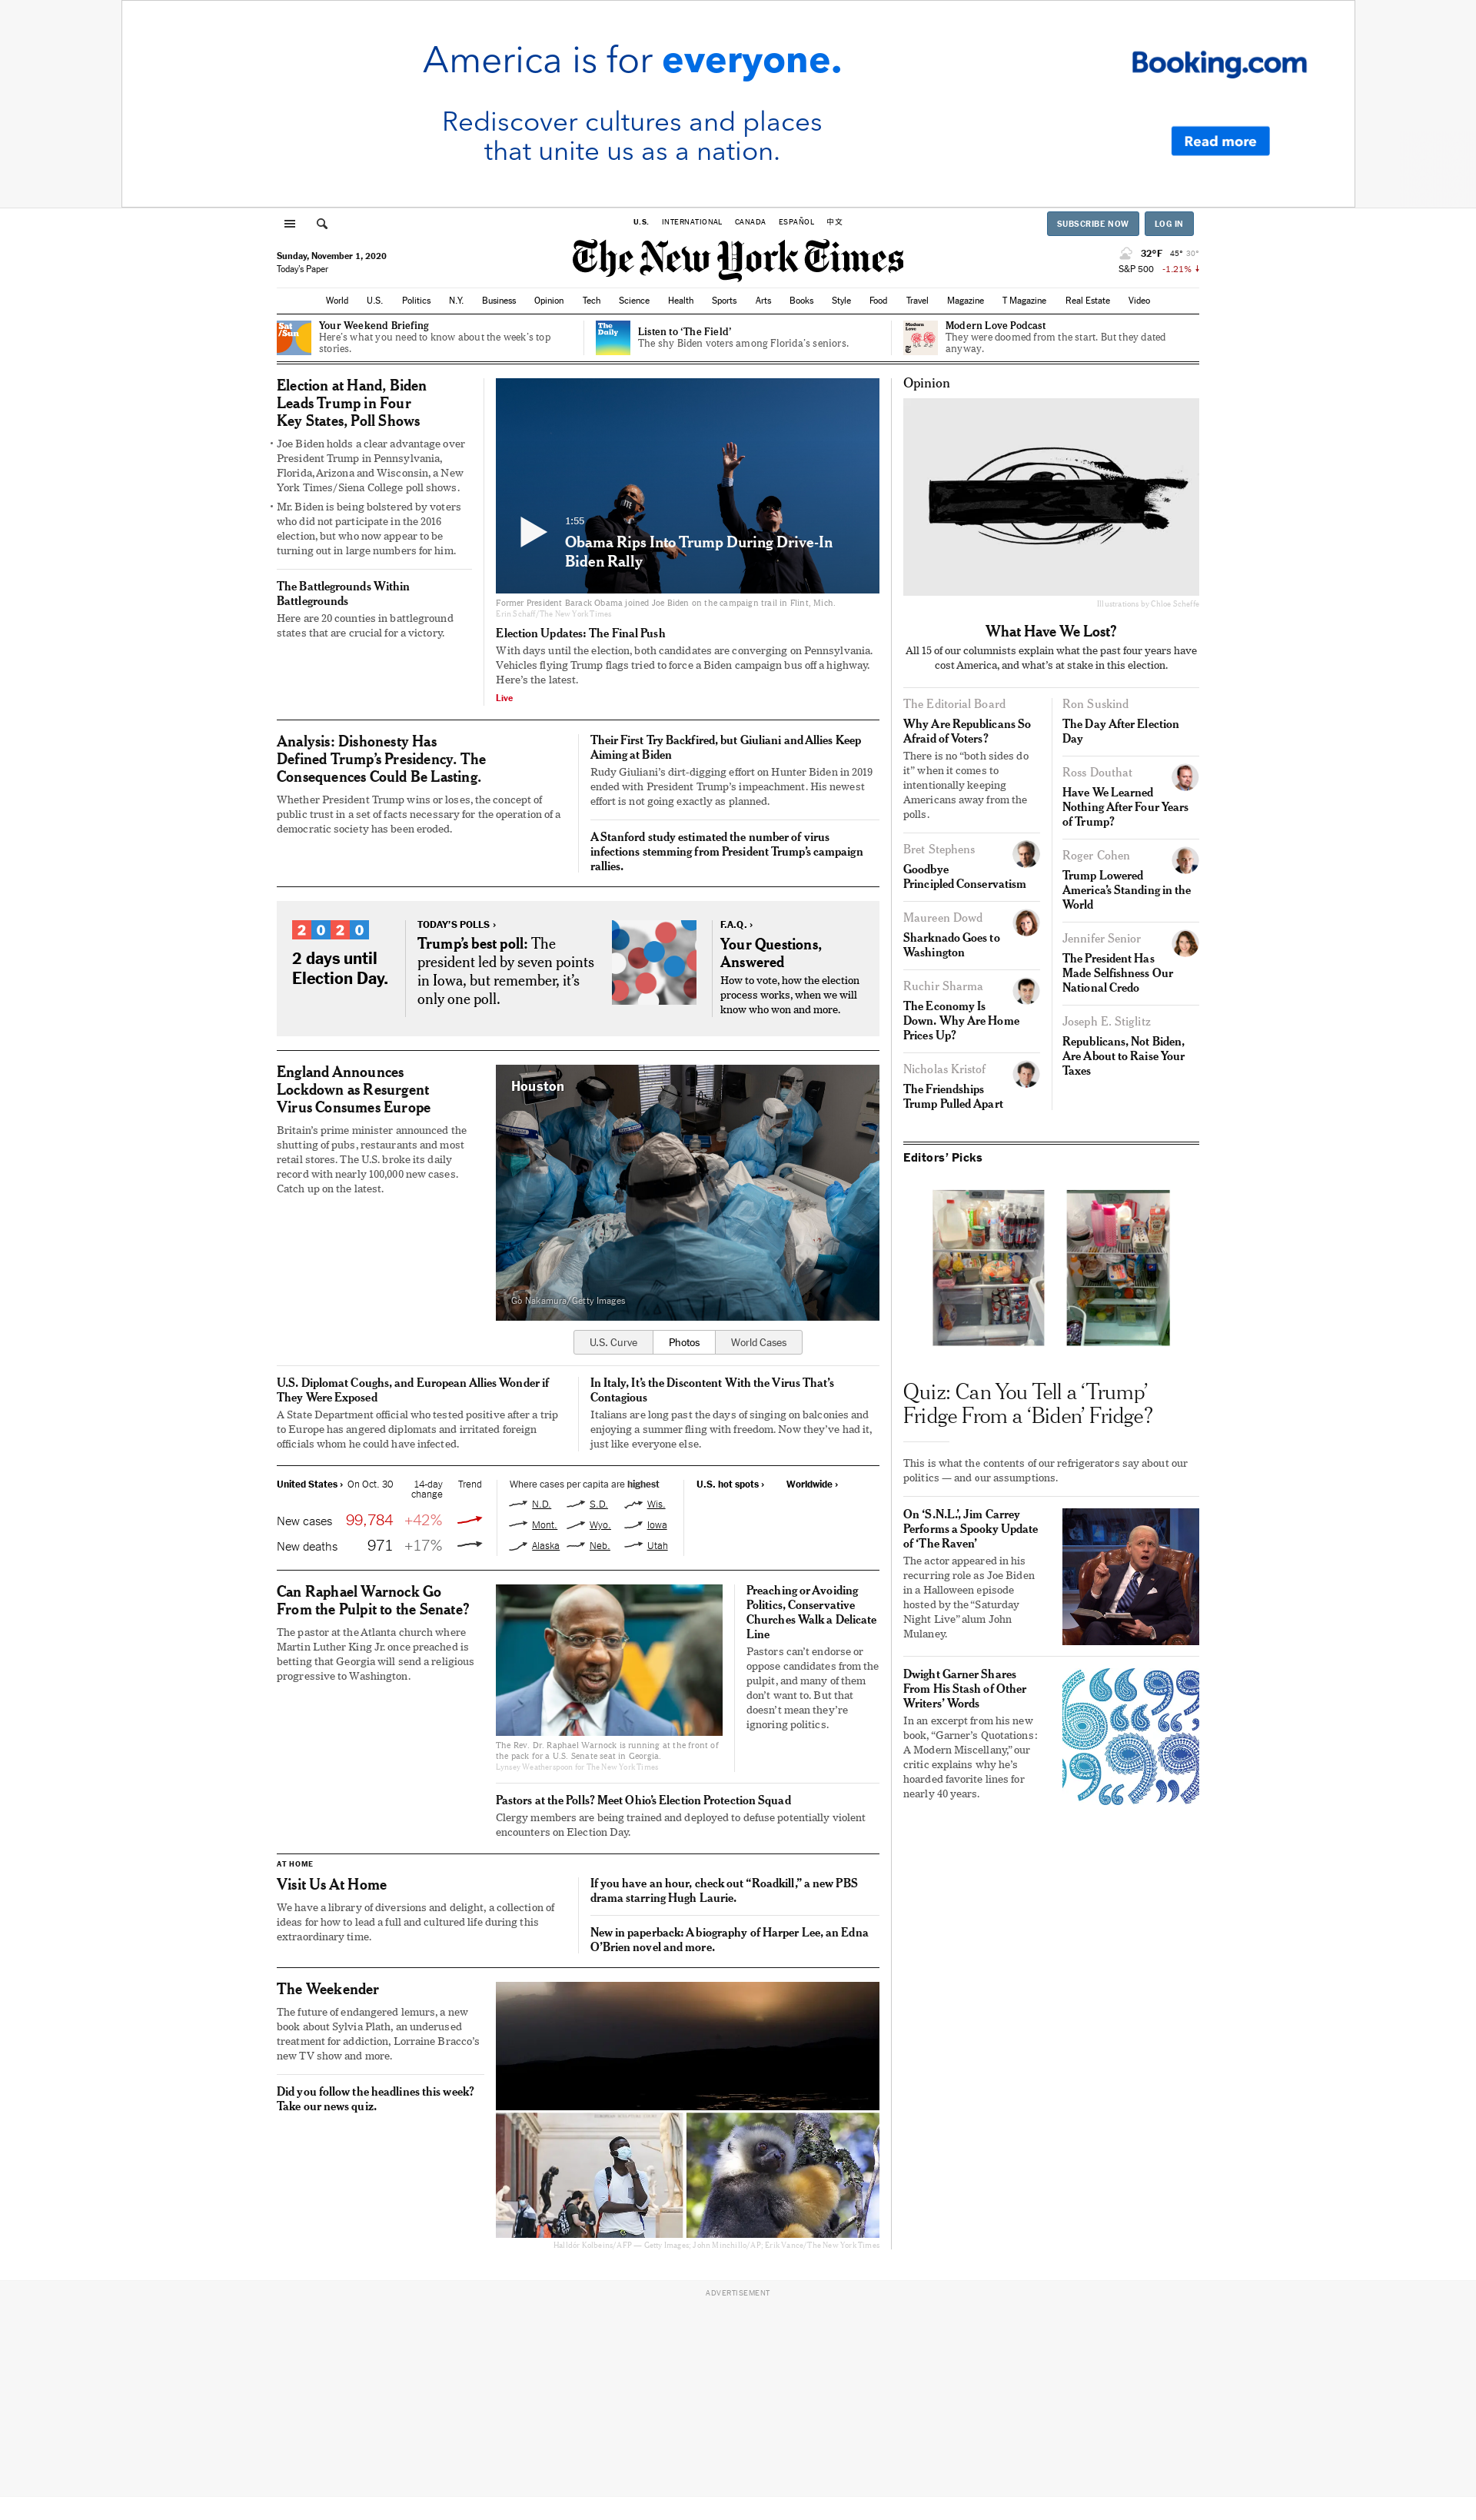 America is for everyone.
Booking.com
Rediscover cultures and places
that unite us as a nation.
Read more
U.S.
INTERNATIONAL
CANADA
ESPAÑOL
中文
SUBSCRIBE NOW
LOG IN
Sunday, November 1, 2020
Today's Paper
The New York Times
32°F 45° 30°
S&P 500 -1.21%
World
U.S.
Politics
N.Y.
Business
Opinion
Tech
Science
Health
Sports
Arts
Books
Style
Food
Travel
Magazine
T Magazine
Real Estate
Video
Sat
/Sun
Your Weekend Briefing
Here's what you need to know about the week's top
stories.
The
Daily
Listen to ‘The Field’
The shy Biden voters among Florida's seniors.
Modern
Love
Modern Love Podcast
They were doomed from the start. But they dated
anyway.
Election at Hand, Biden
Leads Trump in Four
Key States, Poll Shows
• Joe Biden holds a clear advantage over
President Trump in Pennsylvania,
Florida, Arizona and Wisconsin, a New
York Times/Siena College poll shows.
• Mr. Biden is being bolstered by voters
who did not participate in the 2016
election, but who now appear to be
turning out in large numbers for him.
The Battlegrounds Within
Battlegrounds
Here are 20 counties in battleground
states that are crucial for a victory.
1:55
Obama Rips Into Trump During Drive-In
Biden Rally
Former President Barack Obama joined Joe Biden on the campaign trail in Flint, Mich.
Erin Schaff/The New York Times
Election Updates: The Final Push
With days until the election, both candidates are converging on Pennsylvania.
Vehicles flying Trump flags tried to force a Biden campaign bus off a highway.
Here's the latest.
Live
Analysis: Dishonesty Has
Defined Trump's Presidency. The
Consequences Could Be Lasting.
Whether President Trump wins or loses, the concept of
public trust in a set of facts necessary for the operation of a
democratic society has been eroded.
Their First Try Backfired, but Giuliani and Allies Keep
Aiming at Biden
Rudy Giuliani's dirt-digging effort on Hunter Biden in 2019
ended with President Trump's impeachment. His newest
effort is not going exactly as planned.
A Stanford study estimated the number of virus
infections stemming from President Trump's campaign
rallies.
2020
2 days until
Election Day.
TODAY'S POLLS ›
Trump's best poll: The
president led by seven points
in Iowa, but remember, it's
only one poll.
F.A.Q. ›
Your Questions,
Answered
How to vote, how the election
process works, when we will
know who won and more.
England Announces
Lockdown as Resurgent
Virus Consumes Europe
Britain's prime minister announced the
shutting of pubs, restaurants and most
retail stores. The U.S. broke its daily
record with nearly 100,000 new cases.
Catch up on the latest.
Houston
Go Nakamura/Getty Images
U.S. Curve
Photos
World Cases
U.S. Diplomat Coughs, and European Allies Wonder if
They Were Exposed
A State Department official who tested positive after a trip
to Europe has angered diplomats and irritated foreign
officials whom he could have infected.
In Italy, It's the Discontent With the Virus That's
Contagious
Italians are long past the days of singing on balconies and
enjoying a summer fling with freedom. Now they've had it,
just like everyone else.
United States › On Oct. 30 14-day Trend
change
New cases 99,784 +42%
New deaths 971 +17%
Where cases per capita are highest
N.D. S.D. Wis.
Mont. Wyo. Iowa
Alaska Neb. Utah
U.S. hot spots ›
Worldwide ›
Can Raphael Warnock Go
From the Pulpit to the Senate?
The pastor at the Atlanta church where
Martin Luther King Jr. once preached is
betting that Georgia will send a religious
progressive to Washington.
The Rev. Dr. Raphael Warnock is running at the front of
the pack for a U.S. Senate seat in Georgia.
Lynsey Weatherspoon for The New York Times
Preaching or Avoiding
Politics, Conservative
Churches Walk a Delicate
Line
Pastors can't endorse or
oppose candidates from the
pulpit, and many of them
don't want to. But that
doesn't mean they're
ignoring politics.
Pastors at the Polls? Meet Ohio's Election Protection Squad
Clergy members are being trained and deployed to defuse potentially violent
encounters on Election Day.
AT HOME
Visit Us At Home
We have a library of diversions and delight, a collection of
ideas for how to lead a full and cultured life during this
extraordinary time.
If you have an hour, check out “Roadkill,” a new PBS
drama starring Hugh Laurie.
New in paperback: A biography of Harper Lee, an Edna
O'Brien novel and more.
The Weekender
The future of endangered lemurs, a new
book about Sylvia Plath, an underused
treatment for addiction, Lorraine Bracco's
new TV show and more.
Did you follow the headlines this week?
Take our news quiz.
Halldór Kolbeins/AFP — Getty Images; John Minchillo/AP; Erik Vance/The New York Times
Opinion
Illustrations by Chloe Scheffe
What Have We Lost?
All 15 of our columnists explain what the past four years have
cost America, and what's at stake in this election.
The Editorial Board
Why Are Republicans So
Afraid of Voters?
There is no “both sides do
it” when it comes to
intentionally keeping
Americans away from the
polls.
Bret Stephens
Goodbye
Principled Conservatism
Maureen Dowd
Sharknado Goes to
Washington
Ruchir Sharma
The Economy Is
Down. Why Are Home
Prices Up?
Nicholas Kristof
The Friendships
Trump Pulled Apart
Ron Suskind
The Day After Election
Day
Ross Douthat
Have We Learned
Nothing After Four Years
of Trump?
Roger Cohen
Trump Lowered
America's Standing in the
World
Jennifer Senior
The President Has
Made Selfishness Our
National Credo
Joseph E. Stiglitz
Republicans, Not Biden,
Are About to Raise Your
Taxes
Editors' Picks
Quiz: Can You Tell a ‘Trump’
Fridge From a ‘Biden’ Fridge?
This is what the contents of our refrigerators say about our
politics — and our assumptions.
On ‘S.N.L.’, Jim Carrey
Performs a Spooky Update
of ‘The Raven’
The actor appeared in his
recurring role as Joe Biden
in a Halloween episode
hosted by the “Saturday
Night Live” alum John
Mulaney.
Dwight Garner Shares
From His Stash of Other
Writers' Words
In an excerpt from his new
book, “Garner's Quotations:
A Modern Miscellany,” our
critic explains why he's
hoarded favorite lines for
nearly 40 years.
ADVERTISEMENT